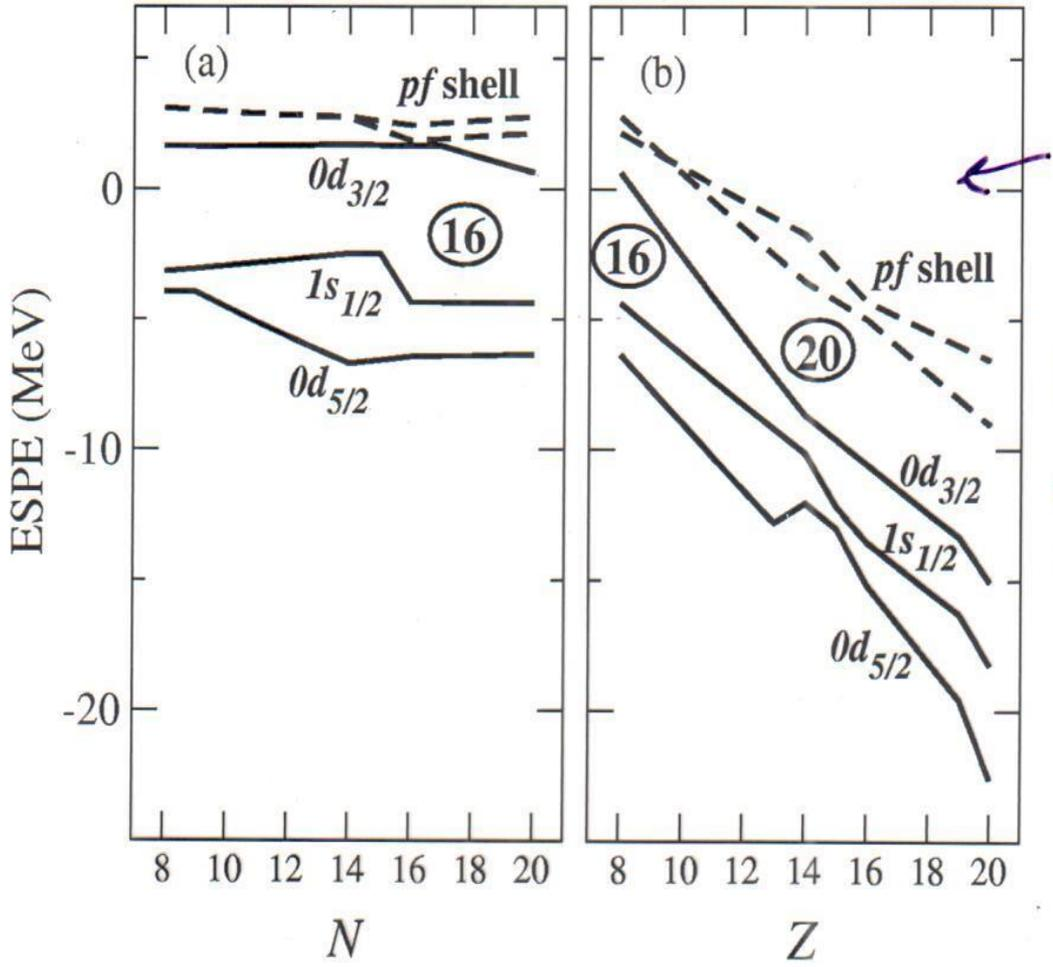 (a)
pf shell
0d3/2
16
1s1/2
0d5/2
ESPE (MeV)
0
-10
-20
8 10 12 14 16 18 20
N
(b)
pf shell
16
20
0d3/2
1s1/2
0d5/2
8 10 12 14 16 18 20
Z